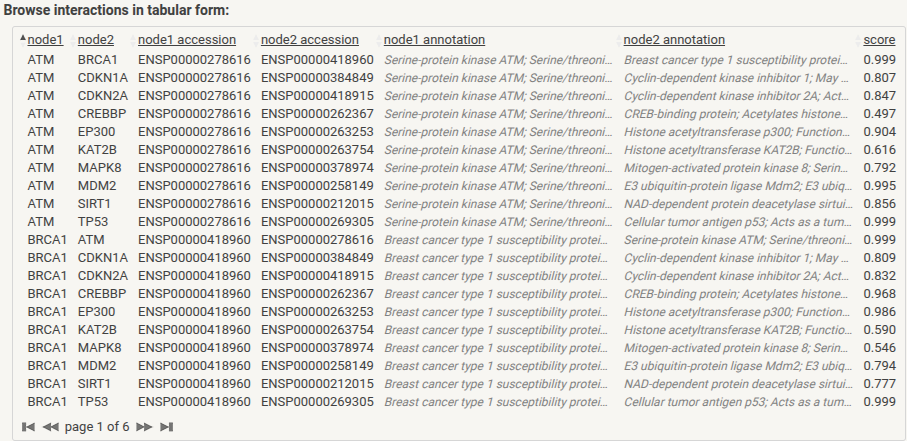 Browse interactions in tabular form:
node1 node2 node1 accession node2 accession node1 annotation node2 annotation score
ATM BRCA1 ENSP00000278616 ENSP00000418960 Serine-protein kinase ATM; Serine/threoni... Breast cancer type 1 susceptibility protei... 0.999
ATM CDKN1A ENSP00000278616 ENSP00000384849 Serine-protein kinase ATM; Serine/threoni... Cyclin-dependent kinase inhibitor 1; May ... 0.807
ATM CDKN2A ENSP00000278616 ENSP00000418915 Serine-protein kinase ATM; Serine/threoni... Cyclin-dependent kinase inhibitor 2A; Act... 0.847
ATM CREBBP ENSP00000278616 ENSP00000262367 Serine-protein kinase ATM; Serine/threoni... CREB-binding protein; Acetylates histone... 0.497
ATM EP300 ENSP00000278616 ENSP00000263253 Serine-protein kinase ATM; Serine/threoni... Histone acetyltransferase p300; Function... 0.904
ATM KAT2B ENSP00000278616 ENSP00000263754 Serine-protein kinase ATM; Serine/threoni... Histone acetyltransferase KAT2B; Functio... 0.616
ATM MAPK8 ENSP00000278616 ENSP00000378974 Serine-protein kinase ATM; Serine/threoni... Mitogen-activated protein kinase 8; Serin... 0.792
ATM MDM2 ENSP00000278616 ENSP00000258149 Serine-protein kinase ATM; Serine/threoni... E3 ubiquitin-protein ligase Mdm2; E3 ubiq... 0.995
ATM SIRT1 ENSP00000278616 ENSP00000212015 Serine-protein kinase ATM; Serine/threoni... NAD-dependent protein deacetylase sirtui... 0.856
ATM TP53 ENSP00000278616 ENSP00000269305 Serine-protein kinase ATM; Serine/threoni... Cellular tumor antigen p53; Acts as a tum... 0.999
BRCA1 ATM ENSP00000418960 ENSP00000278616 Breast cancer type 1 susceptibility protei... Serine-protein kinase ATM; Serine/threoni... 0.999
BRCA1 CDKN1A ENSP00000418960 ENSP00000384849 Breast cancer type 1 susceptibility protei... Cyclin-dependent kinase inhibitor 1; May ... 0.809
BRCA1 CDKN2A ENSP00000418960 ENSP00000418915 Breast cancer type 1 susceptibility protei... Cyclin-dependent kinase inhibitor 2A; Act... 0.832
BRCA1 CREBBP ENSP00000418960 ENSP00000262367 Breast cancer type 1 susceptibility protei... CREB-binding protein; Acetylates histone... 0.968
BRCA1 EP300 ENSP00000418960 ENSP00000263253 Breast cancer type 1 susceptibility protei... Histone acetyltransferase p300; Function... 0.986
BRCA1 KAT2B ENSP00000418960 ENSP00000263754 Breast cancer type 1 susceptibility protei... Histone acetyltransferase KAT2B; Functio... 0.590
BRCA1 MAPK8 ENSP00000418960 ENSP00000378974 Breast cancer type 1 susceptibility protei... Mitogen-activated protein kinase 8; Serin... 0.546
BRCA1 MDM2 ENSP00000418960 ENSP00000258149 Breast cancer type 1 susceptibility protei... E3 ubiquitin-protein ligase Mdm2; E3 ubiq... 0.794
BRCA1 SIRT1 ENSP00000418960 ENSP00000212015 Breast cancer type 1 susceptibility protei... NAD-dependent protein deacetylase sirtui... 0.777
BRCA1 TP53 ENSP00000418960 ENSP00000269305 Breast cancer type 1 susceptibility protei... Cellular tumor antigen p53; Acts as a tum... 0.999
page 1 of 6